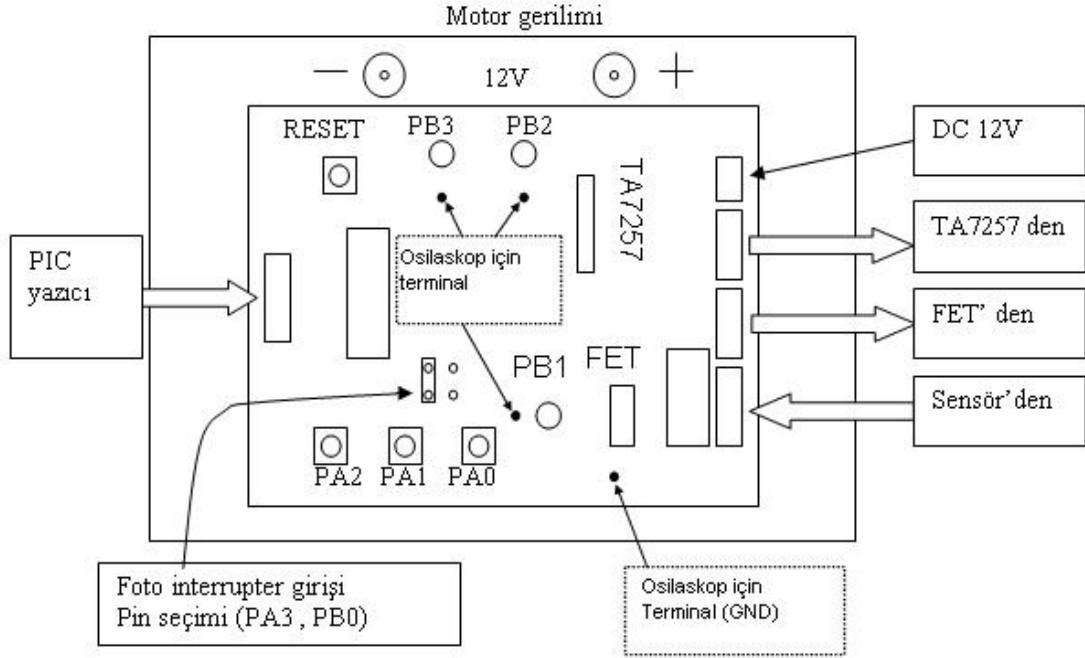 Motor gerilimi
— 12V +
RESET
PB3
PB2
TA7257
DC 12V
TA7257 den
PIC
yazıcı
Osilaskop için
terminal
FET' den
PB1
FET
Sensör'den
PA2
PA1
PA0
Foto interrupter girişi
Pin seçimi (PA3 , PB0)
Osilaskop için
Terminal (GND)